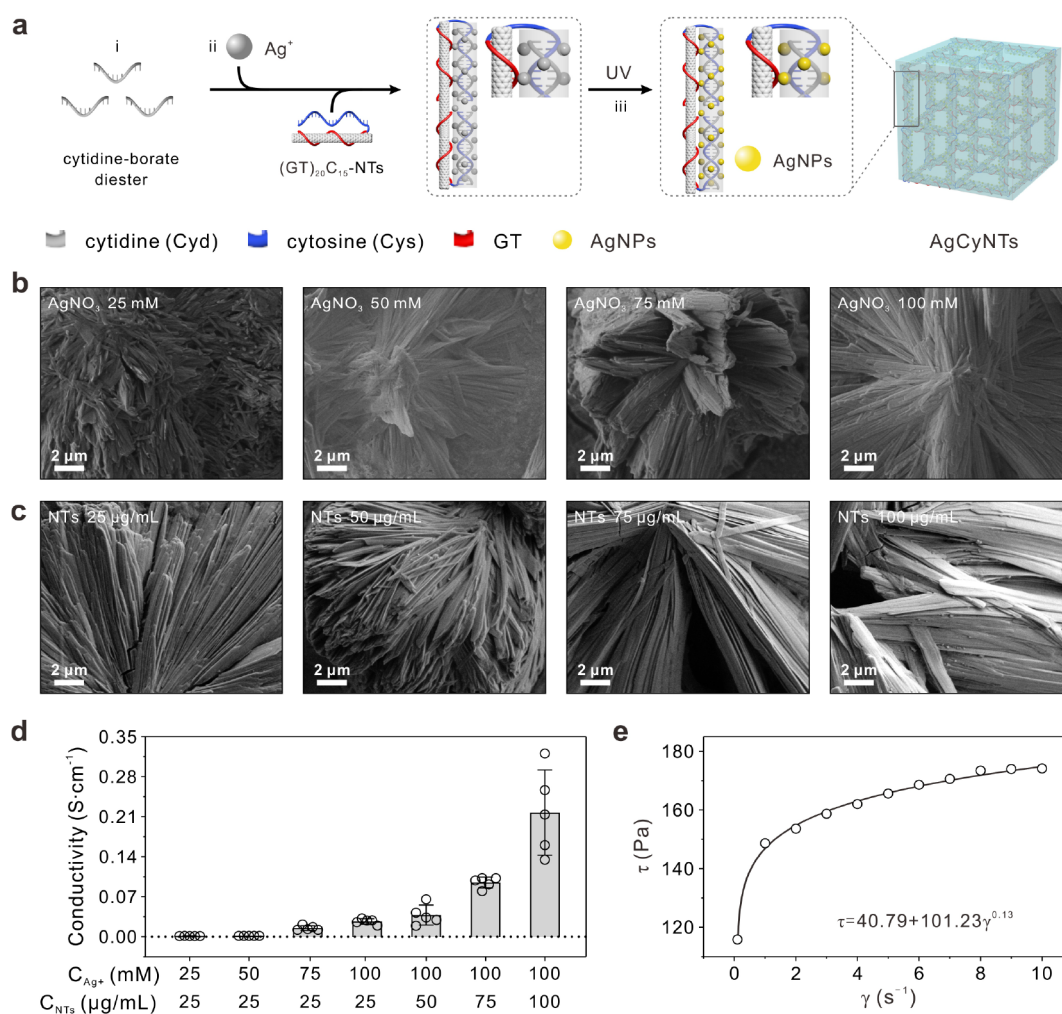 a
i
ii
Ag⁺
cytidine-borate
diester
(GT)₂₀C₁₅-NTs
UV
iii
AgNPs
cytidine (Cyd)
cytosine (Cys)
GT
AgNPs
AgCyNTs
b
AgNO₃ 25 mM
2 µm
AgNO₃ 50 mM
2 µm
AgNO₃ 75 mM
2 µm
AgNO₃ 100 mM
2 µm
c
NTs 25 µg/mL
2 µm
NTs 50 µg/mL
2 µm
NTs 75 µg/mL
2 µm
NTs 100 µg/mL
2 µm
d
Conductivity (S·cm⁻¹)
0.35
0.28
0.21
0.14
0.07
0.00
C_Ag+ (mM) 25 50 75 100 100 100 100
C_NTs (µg/mL) 25 25 25 25 50 75 100
e
τ (Pa)
180
160
140
120
τ=40.79+101.23γ^0.13
0 2 4 6 8 10
γ (s⁻¹)